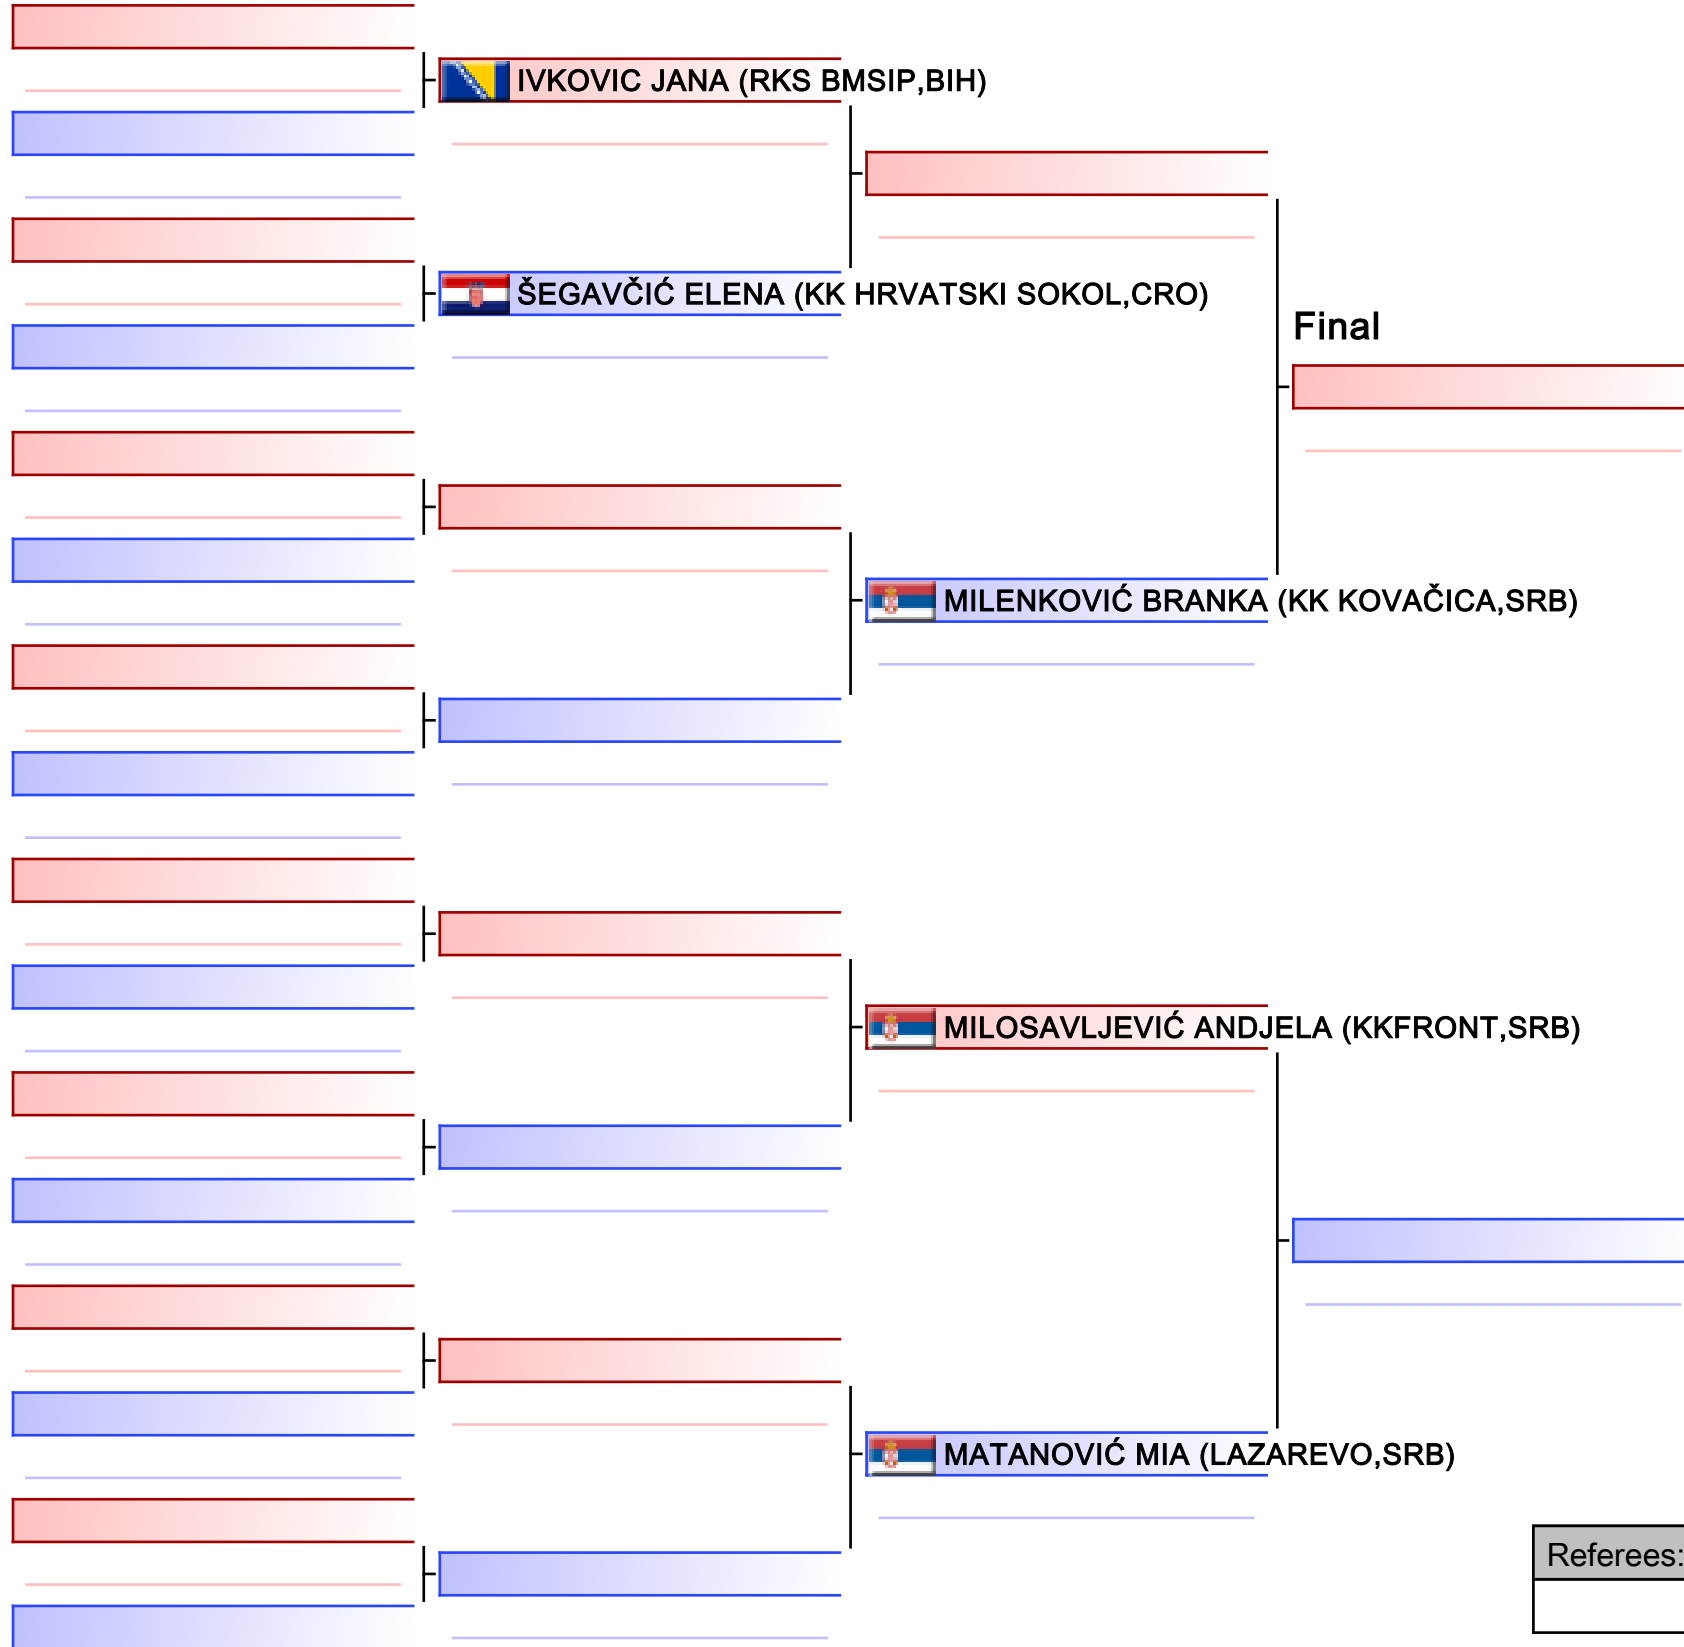 IVKOVIC JANA (RKS BMSIP,BIH)
ŠEGAVČIĆ ELENA (KK HRVATSKI SOKOL,CRO)
Final
MILENKOVIĆ BRANKA (KK KOVAČICA,SRB)
MILOSAVLJEVIĆ ANDJELA (KKFRONT,SRB)
MATANOVIĆ MIA (LAZAREVO,SRB)
Referees: